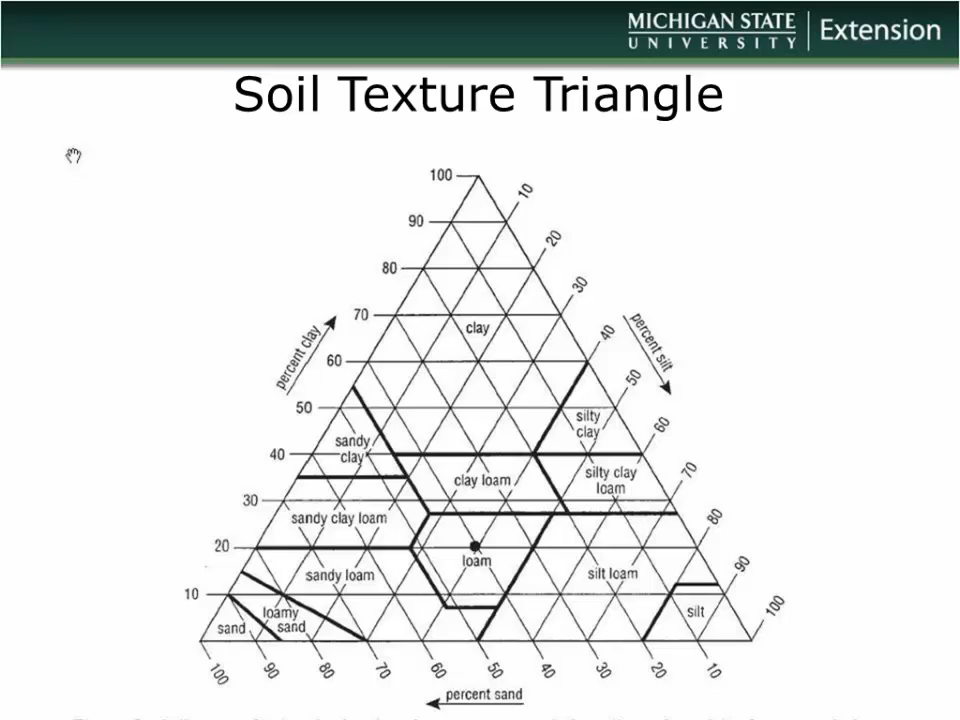 MICHIGAN STATE
UNIVERSITY
Extension
Soil Texture Triangle
100
90
80
70
60
50
40
30
20
10
percent clay
10
20
30
40
50
60
70
80
90
100
percent silt
clay
silty
clay
sandy
clay
clay loam
silty clay
loam
sandy clay loam
loam
sandy loam
silt loam
loamy
sand
sand
silt
100
90
80
70
60
50
40
30
20
10
percent sand